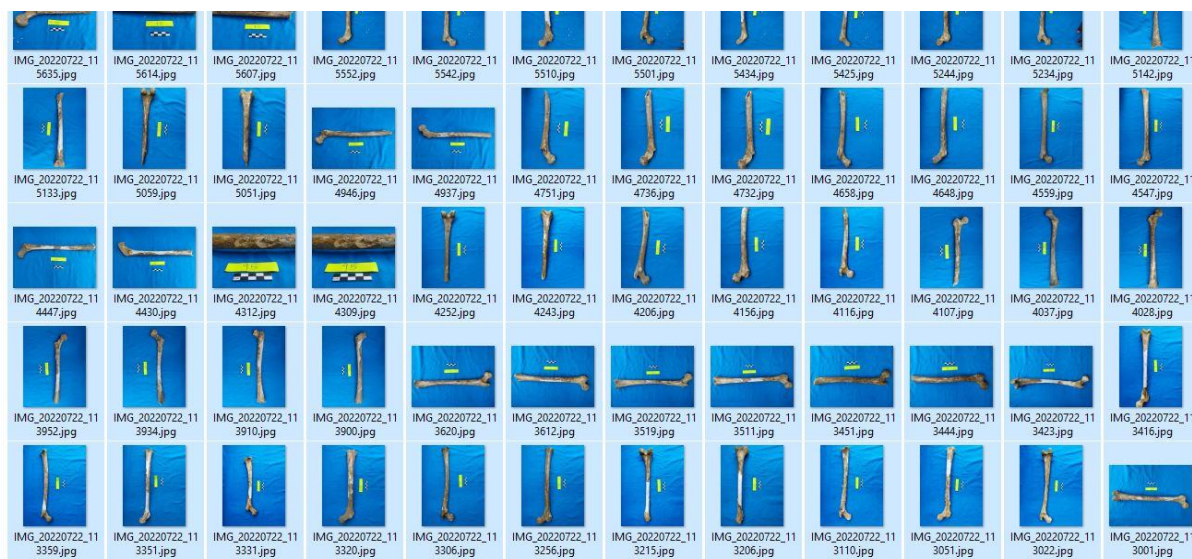 IMG_20220722_11 IMG_20220722_11 IMG_20220722_11 IMG_20220722_11 IMG_20220722_11 IMG_20220722_11 IMG_20220722_11 IMG_20220722_11 IMG_20220722_11 IMG_20220722_11 IMG_20220722_11 IMG_20220722_11
5635.jpg 5614.jpg 5607.jpg 5552.jpg 5542.jpg 5510.jpg 5501.jpg 5434.jpg 5425.jpg 5244.jpg 5234.jpg 5142.jpg
IMG_20220722_11 IMG_20220722_11 IMG_20220722_11 IMG_20220722_11 IMG_20220722_11 IMG_20220722_11 IMG_20220722_11 IMG_20220722_11 IMG_20220722_11 IMG_20220722_11 IMG_20220722_11 IMG_20220722_11
5133.jpg 5059.jpg 5051.jpg 4946.jpg 4937.jpg 4751.jpg 4736.jpg 4732.jpg 4658.jpg 4648.jpg 4559.jpg 4547.jpg
IMG_20220722_11 IMG_20220722_11 IMG_20220722_11 IMG_20220722_11 IMG_20220722_11 IMG_20220722_11 IMG_20220722_11 IMG_20220722_11 IMG_20220722_11 IMG_20220722_11 IMG_20220722_11 IMG_20220722_11
4447.jpg 4430.jpg 4312.jpg 4309.jpg 4252.jpg 4243.jpg 4206.jpg 4156.jpg 4116.jpg 4107.jpg 4037.jpg 4028.jpg
IMG_20220722_11 IMG_20220722_11 IMG_20220722_11 IMG_20220722_11 IMG_20220722_11 IMG_20220722_11 IMG_20220722_11 IMG_20220722_11 IMG_20220722_11 IMG_20220722_11 IMG_20220722_11 IMG_20220722_11
3952.jpg 3934.jpg 3910.jpg 3900.jpg 3620.jpg 3612.jpg 3519.jpg 3511.jpg 3451.jpg 3444.jpg 3423.jpg 3416.jpg
IMG_20220722_11 IMG_20220722_11 IMG_20220722_11 IMG_20220722_11 IMG_20220722_11 IMG_20220722_11 IMG_20220722_11 IMG_20220722_11 IMG_20220722_11 IMG_20220722_11 IMG_20220722_11 IMG_20220722_11
3359.jpg 3351.jpg 3331.jpg 3320.jpg 3306.jpg 3256.jpg 3215.jpg 3206.jpg 3110.jpg 3051.jpg 3022.jpg 3001.jpg